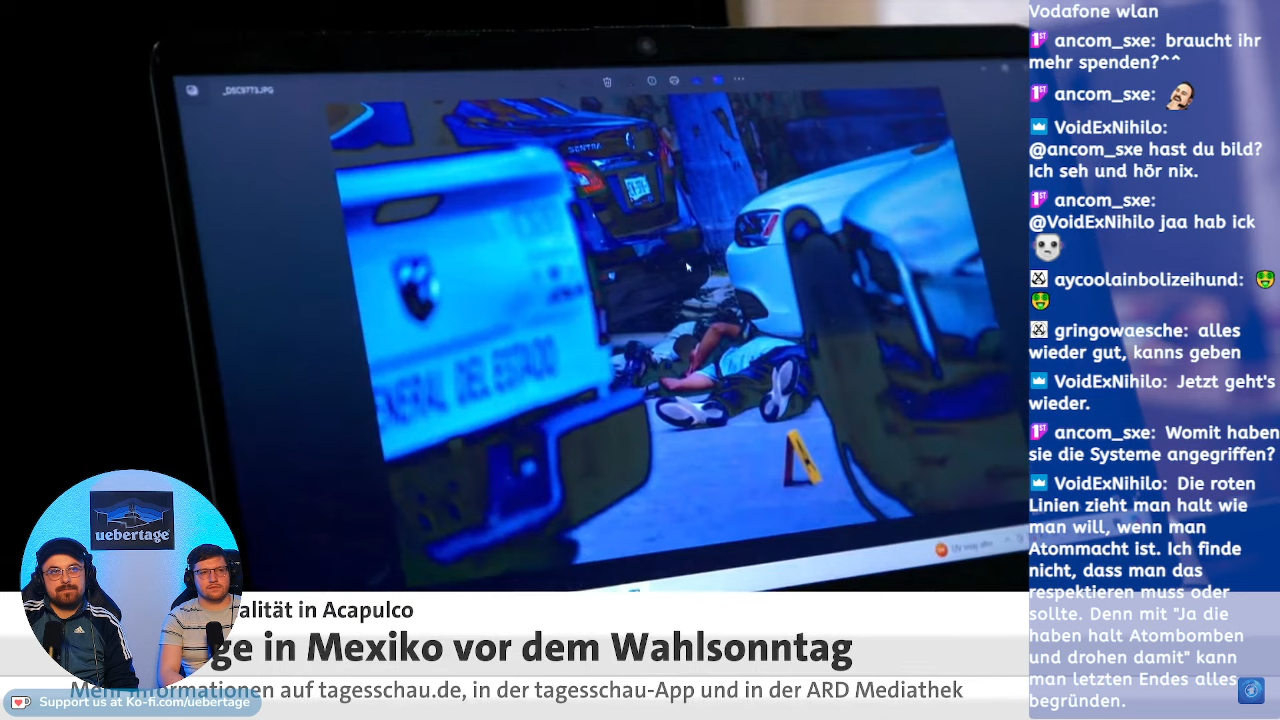 _DSC9773.JPG
SENTRA
ENERAL DEL ESTADO
uebertage
alität in Acapulco
ge in Mexiko vor dem Wahlsonntag
Mehr Informationen auf tagesschau.de, in der tagesschau-App und in der ARD Mediathek
Support us at Ko-fi.com/uebertage
Vodafone wlan
1ST ancom_sxe: braucht ihr
mehr spenden?^^
1ST ancom_sxe:
VoidExNihilo:
@ancom_sxe hast du bild?
Ich seh und hör nix.
1ST ancom_sxe:
@VoidExNihilo jaa hab ick
aycoolainbolizeihund:
gringowaesche: alles
wieder gut, kanns geben
VoidExNihilo: Jetzt geht's
wieder.
1ST ancom_sxe: Womit haben
sie die Systeme angegriffen?
VoidExNihilo: Die roten
Linien zieht man halt wie
man will, wenn man
Atommacht ist. Ich finde
nicht, dass man das
respektieren muss oder
sollte. Denn mit "Ja die
haben halt Atombomben
und drohen damit" kann
man letzten Endes alles
begründen.